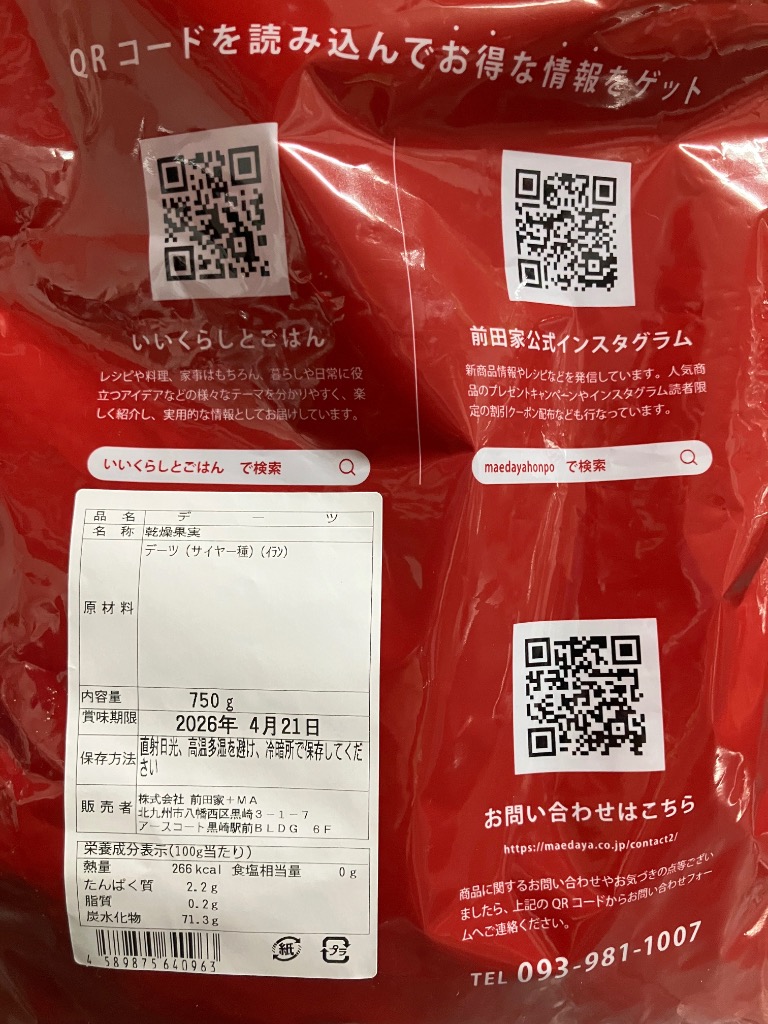 QRコードを読み込んでお得な情報をゲット
いいくらしとごはん
レシピや料理、家事はもちろん、暮らしや日常に役
立つアイデアなどの様々なテーマを分かりやすく、楽
しく紹介し、実用的な情報としてお届けしています。
いいくらしとごはん で検索
前田家公式インスタグラム
新商品情報やレシピなどを発信しています。人気商
品のプレゼントキャンペーンやインスタグラム読者限
定の割引クーポン配布なども行なっています。
maedayahonpo で検索
品名 デーツ
名称 乾燥果実
原材料 デーツ（サイヤー種）（イラン）
内容量 750g
賞味期限 2026年 4月21日
保存方法 直射日光、高温多湿を避け、冷暗所で保存してくだ
さい
販売者 株式会社 前田家+MA
北九州市八幡西区黒崎3-1-7
アースコート黒崎駅前BLDG 6F
栄養成分表示(100g当たり)
熱量 266kcal 食塩相当量 0g
たんぱく質 2.2g
脂質 0.2g
炭水化物 71.3g
4 589875 640963
紙
プラ
お問い合わせはこちら
https://maedaya.co.jp/contact2/
商品に関するお問い合わせやお気づきの点等ござい
ましたら、上記のQRコードからお問い合わせフォー
ムへご連絡ください。
TEL 093-981-1007